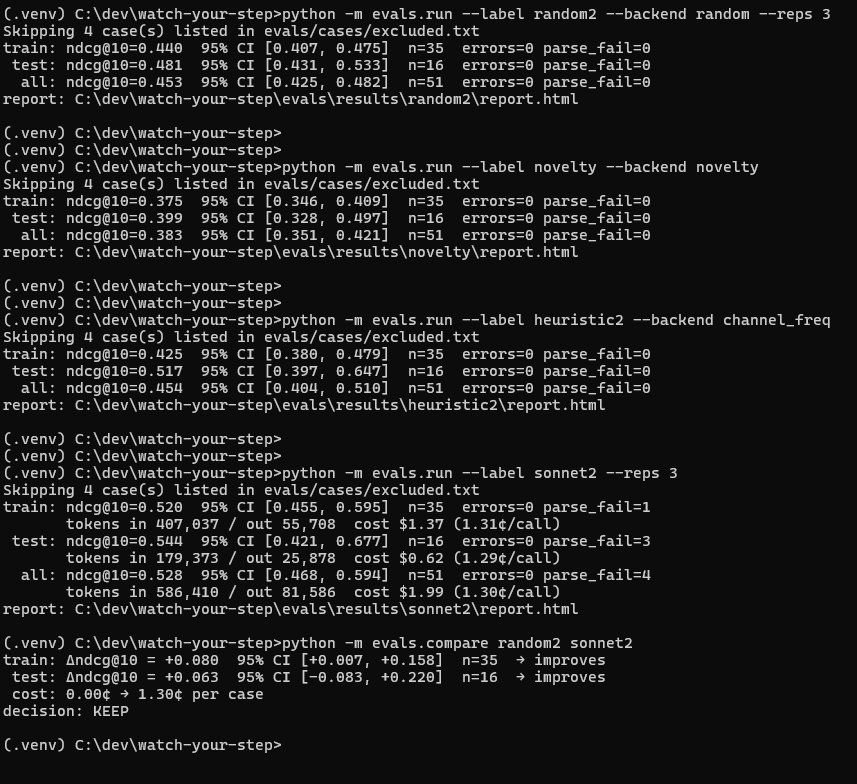 (.venv) C:\dev\watch-your-step>python -m evals.run --label random2 --backend random --reps 3
Skipping 4 case(s) listed in evals/cases/excluded.txt
train: ndcg@10=0.440  95% CI [0.407, 0.475]  n=35  errors=0 parse_fail=0
 test: ndcg@10=0.481  95% CI [0.431, 0.533]  n=16  errors=0 parse_fail=0
  all: ndcg@10=0.453  95% CI [0.425, 0.482]  n=51  errors=0 parse_fail=0
report: C:\dev\watch-your-step\evals\results\random2\report.html

(.venv) C:\dev\watch-your-step>
(.venv) C:\dev\watch-your-step>
(.venv) C:\dev\watch-your-step>python -m evals.run --label novelty --backend novelty
Skipping 4 case(s) listed in evals/cases/excluded.txt
train: ndcg@10=0.375  95% CI [0.346, 0.409]  n=35  errors=0 parse_fail=0
 test: ndcg@10=0.399  95% CI [0.328, 0.497]  n=16  errors=0 parse_fail=0
  all: ndcg@10=0.383  95% CI [0.351, 0.421]  n=51  errors=0 parse_fail=0
report: C:\dev\watch-your-step\evals\results\novelty\report.html

(.venv) C:\dev\watch-your-step>
(.venv) C:\dev\watch-your-step>
(.venv) C:\dev\watch-your-step>python -m evals.run --label heuristic2 --backend channel_freq
Skipping 4 case(s) listed in evals/cases/excluded.txt
train: ndcg@10=0.425  95% CI [0.380, 0.479]  n=35  errors=0 parse_fail=0
 test: ndcg@10=0.517  95% CI [0.397, 0.647]  n=16  errors=0 parse_fail=0
  all: ndcg@10=0.454  95% CI [0.404, 0.510]  n=51  errors=0 parse_fail=0
report: C:\dev\watch-your-step\evals\results\heuristic2\report.html

(.venv) C:\dev\watch-your-step>
(.venv) C:\dev\watch-your-step>
(.venv) C:\dev\watch-your-step>python -m evals.run --label sonnet2 --reps 3
Skipping 4 case(s) listed in evals/cases/excluded.txt
train: ndcg@10=0.520  95% CI [0.455, 0.595]  n=35  errors=0 parse_fail=1
       tokens in 407,037 / out 55,708  cost $1.37 (1.31¢/call)
 test: ndcg@10=0.544  95% CI [0.421, 0.677]  n=16  errors=0 parse_fail=3
       tokens in 179,373 / out 25,878  cost $0.62 (1.29¢/call)
  all: ndcg@10=0.528  95% CI [0.468, 0.594]  n=51  errors=0 parse_fail=4
       tokens in 586,410 / out 81,586  cost $1.99 (1.30¢/call)
report: C:\dev\watch-your-step\evals\results\sonnet2\report.html

(.venv) C:\dev\watch-your-step>python -m evals.compare random2 sonnet2
train: Δndcg@10 = +0.080  95% CI [+0.007, +0.158]  n=35  → improves
 test: Δndcg@10 = +0.063  95% CI [-0.083, +0.220]  n=16  → improves
 cost: 0.00¢ → 1.30¢ per case
decision: KEEP

(.venv) C:\dev\watch-your-step>